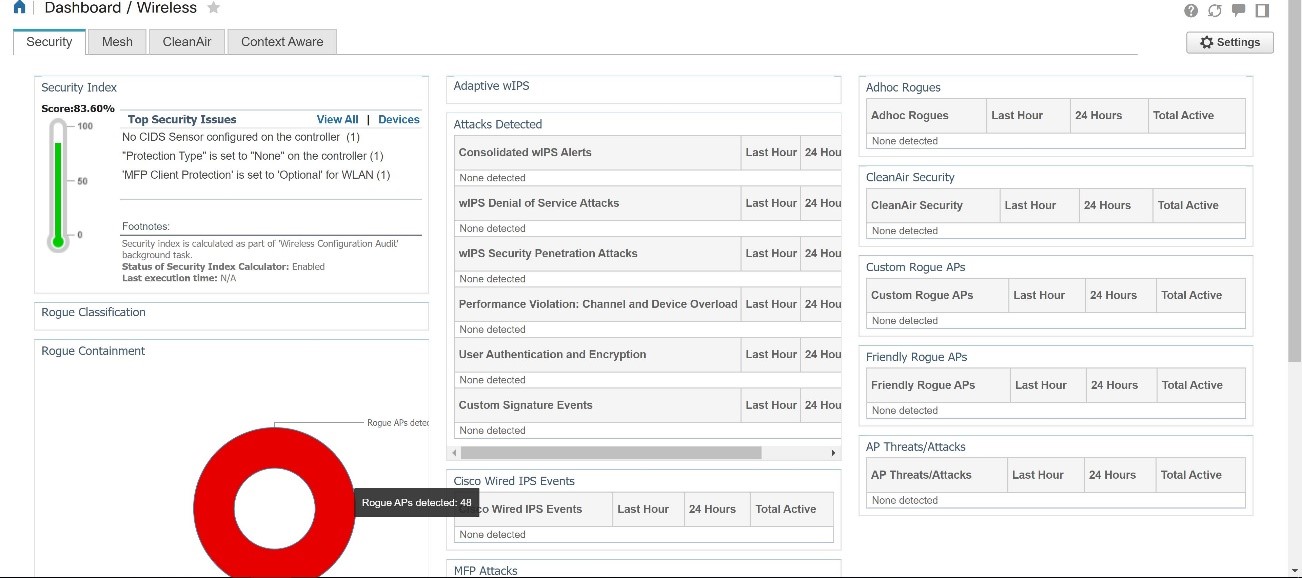 Dashboard / Wireless
Security
Mesh
CleanAir
Context Aware
Settings
Security Index
Score:83.60%
100
50
0
Top Security Issues
View All | Devices
No CIDS Sensor configured on the controller (1)
"Protection Type" is set to "None" on the controller (1)
'MFP Client Protection' is set to 'Optional' for WLAN (1)
Footnotes:
Security index is calculated as part of 'Wireless Configuration Audit'
background task.
Status of Security Index Calculator: Enabled
Last execution time: N/A
Rogue Classification
Rogue Containment
Rogue APs detec
Rogue APs detected: 48
Adaptive wIPS
Attacks Detected
Consolidated wIPS Alerts Last Hour 24 Hou
None detected
wIPS Denial of Service Attacks Last Hour 24 Hou
None detected
wIPS Security Penetration Attacks Last Hour 24 Hou
None detected
Performance Violation: Channel and Device Overload Last Hour 24 Hou
None detected
User Authentication and Encryption Last Hour 24 Hou
None detected
Custom Signature Events Last Hour 24 Hou
None detected
Cisco Wired IPS Events
co Wired IPS Events Last Hour 24 Hours Total Active
None detected
MFP Attacks
Adhoc Rogues
Adhoc Rogues Last Hour 24 Hours Total Active
None detected
CleanAir Security
CleanAir Security Last Hour 24 Hours Total Active
None detected
Custom Rogue APs
Custom Rogue APs Last Hour 24 Hours Total Active
None detected
Friendly Rogue APs
Friendly Rogue APs Last Hour 24 Hours Total Active
None detected
AP Threats/Attacks
AP Threats/Attacks Last Hour 24 Hours Total Active
None detected